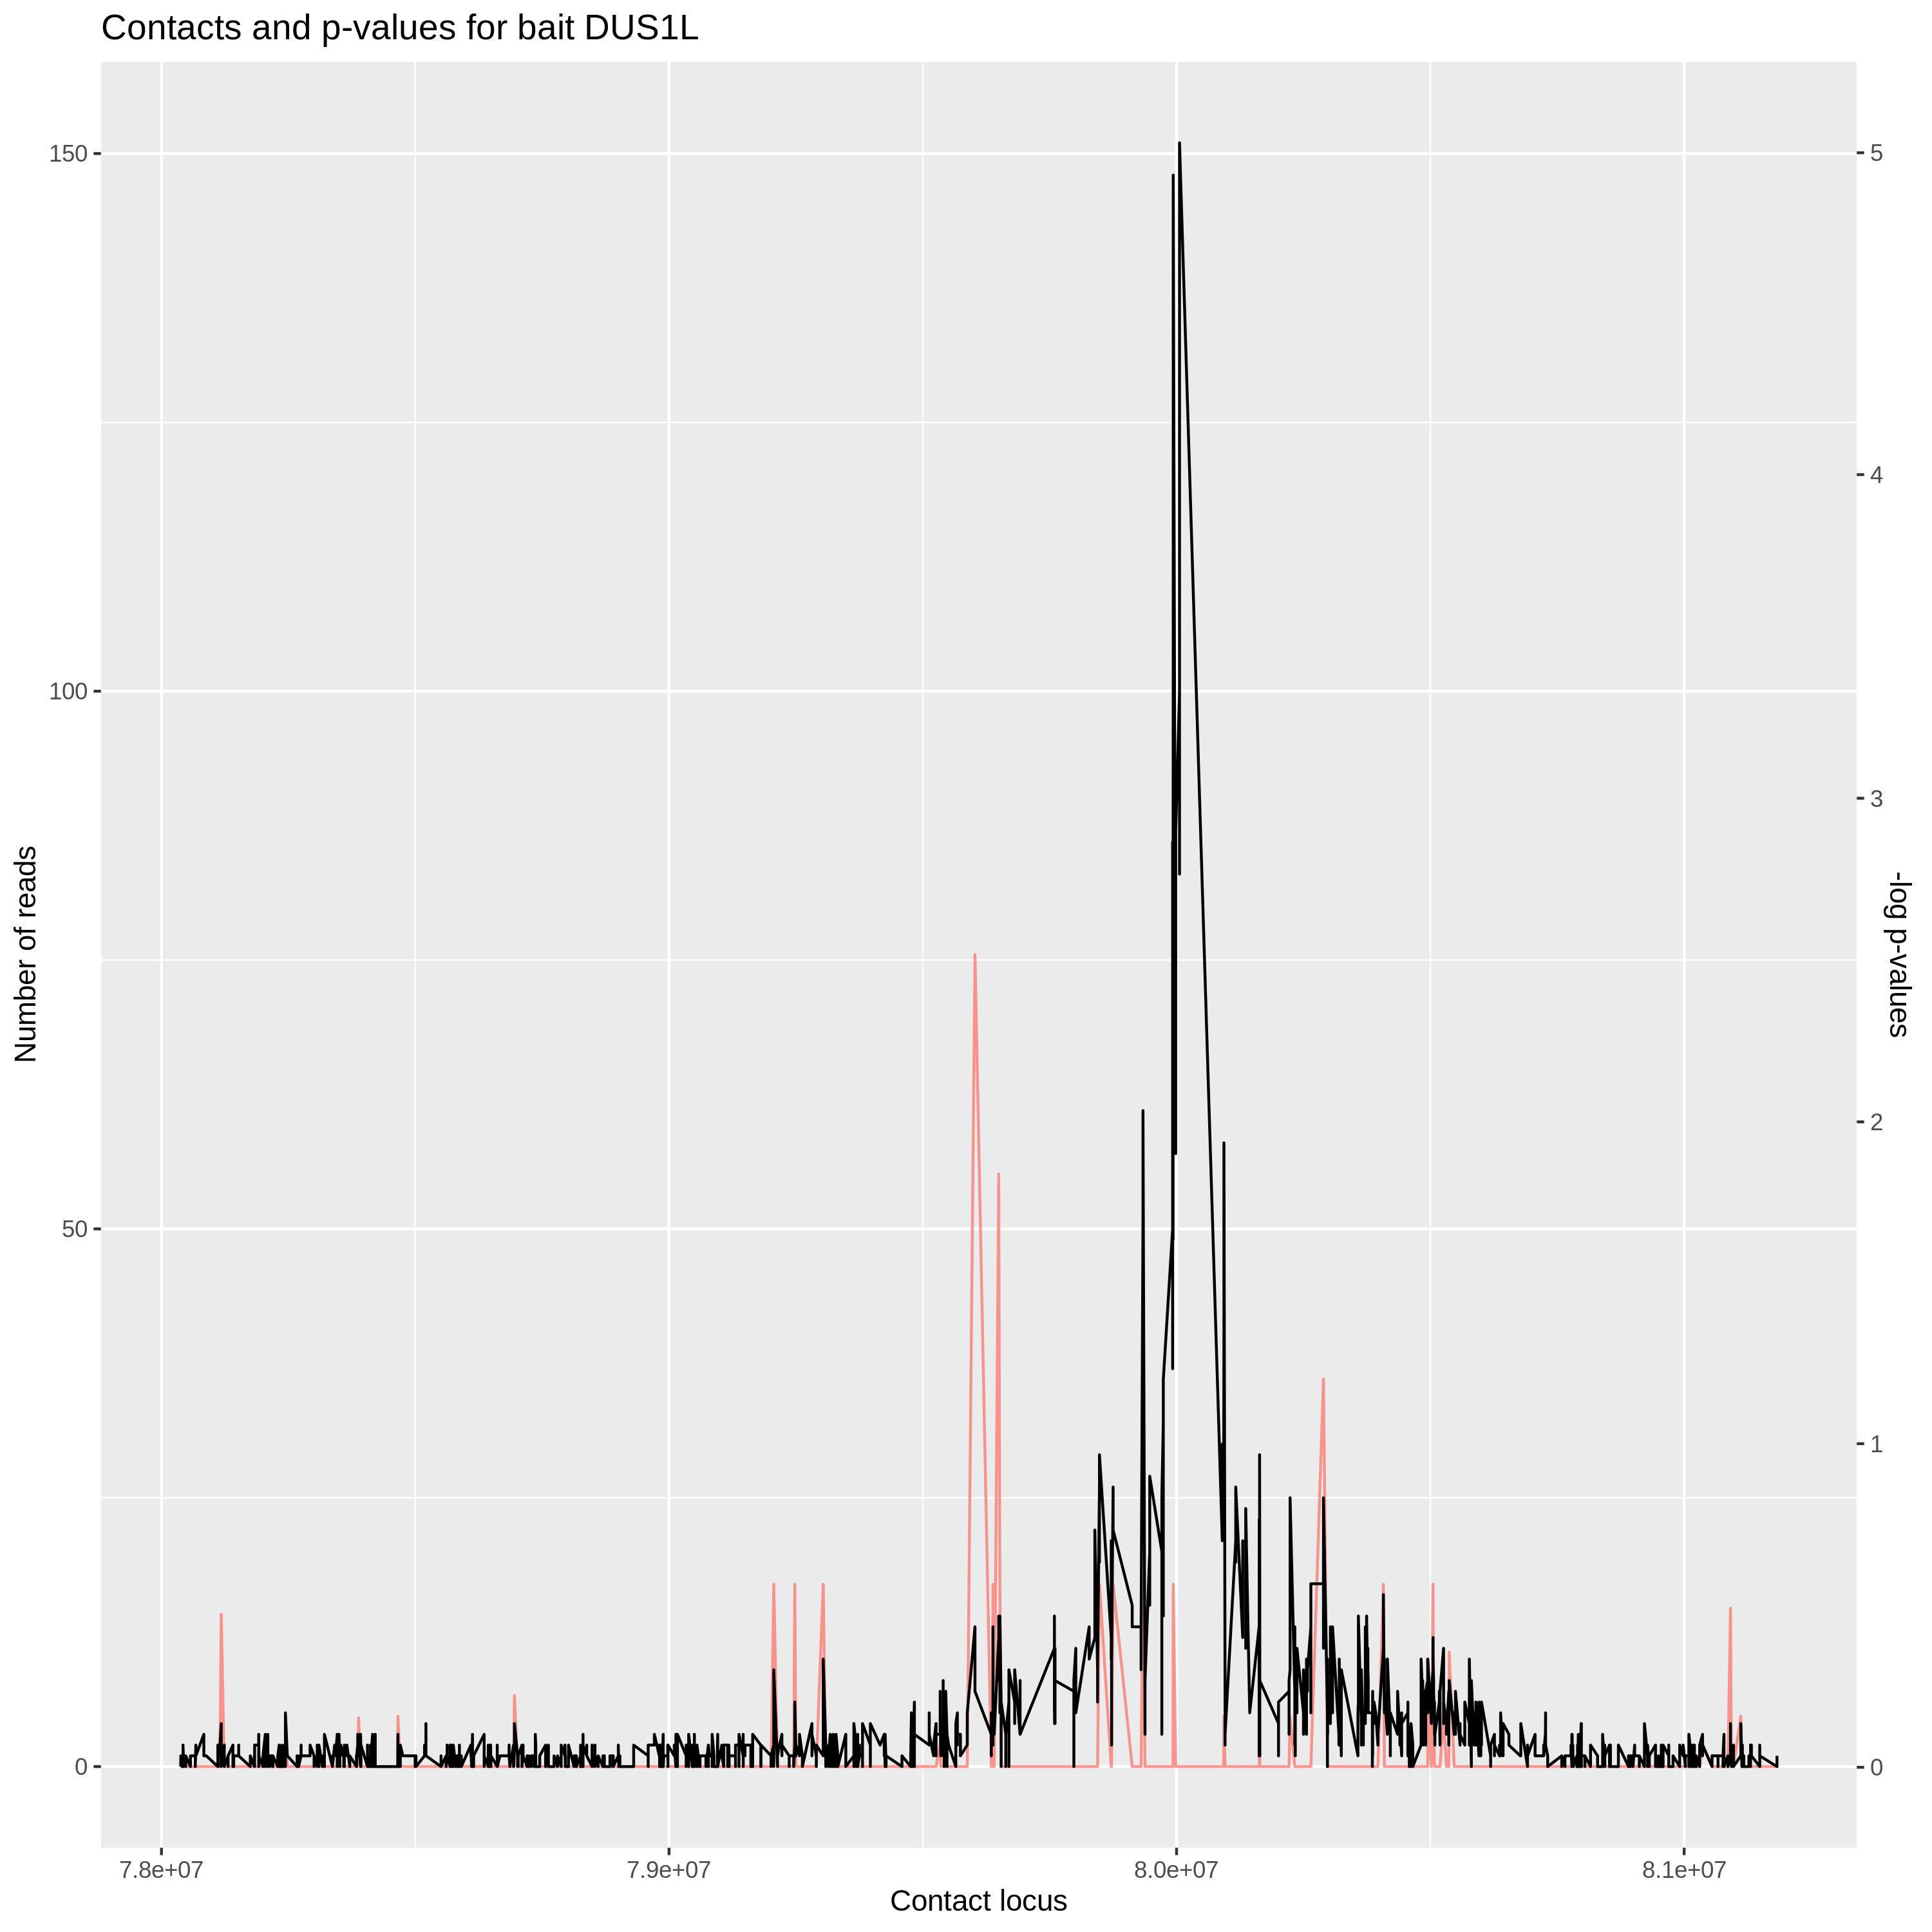 Contacts and p-values for bait DUS1L
150
100
50
0
Number of reads
5
4
3
2
1
0
-log p-values
7.8e+07
7.9e+07
8.0e+07
8.1e+07
Contact locus